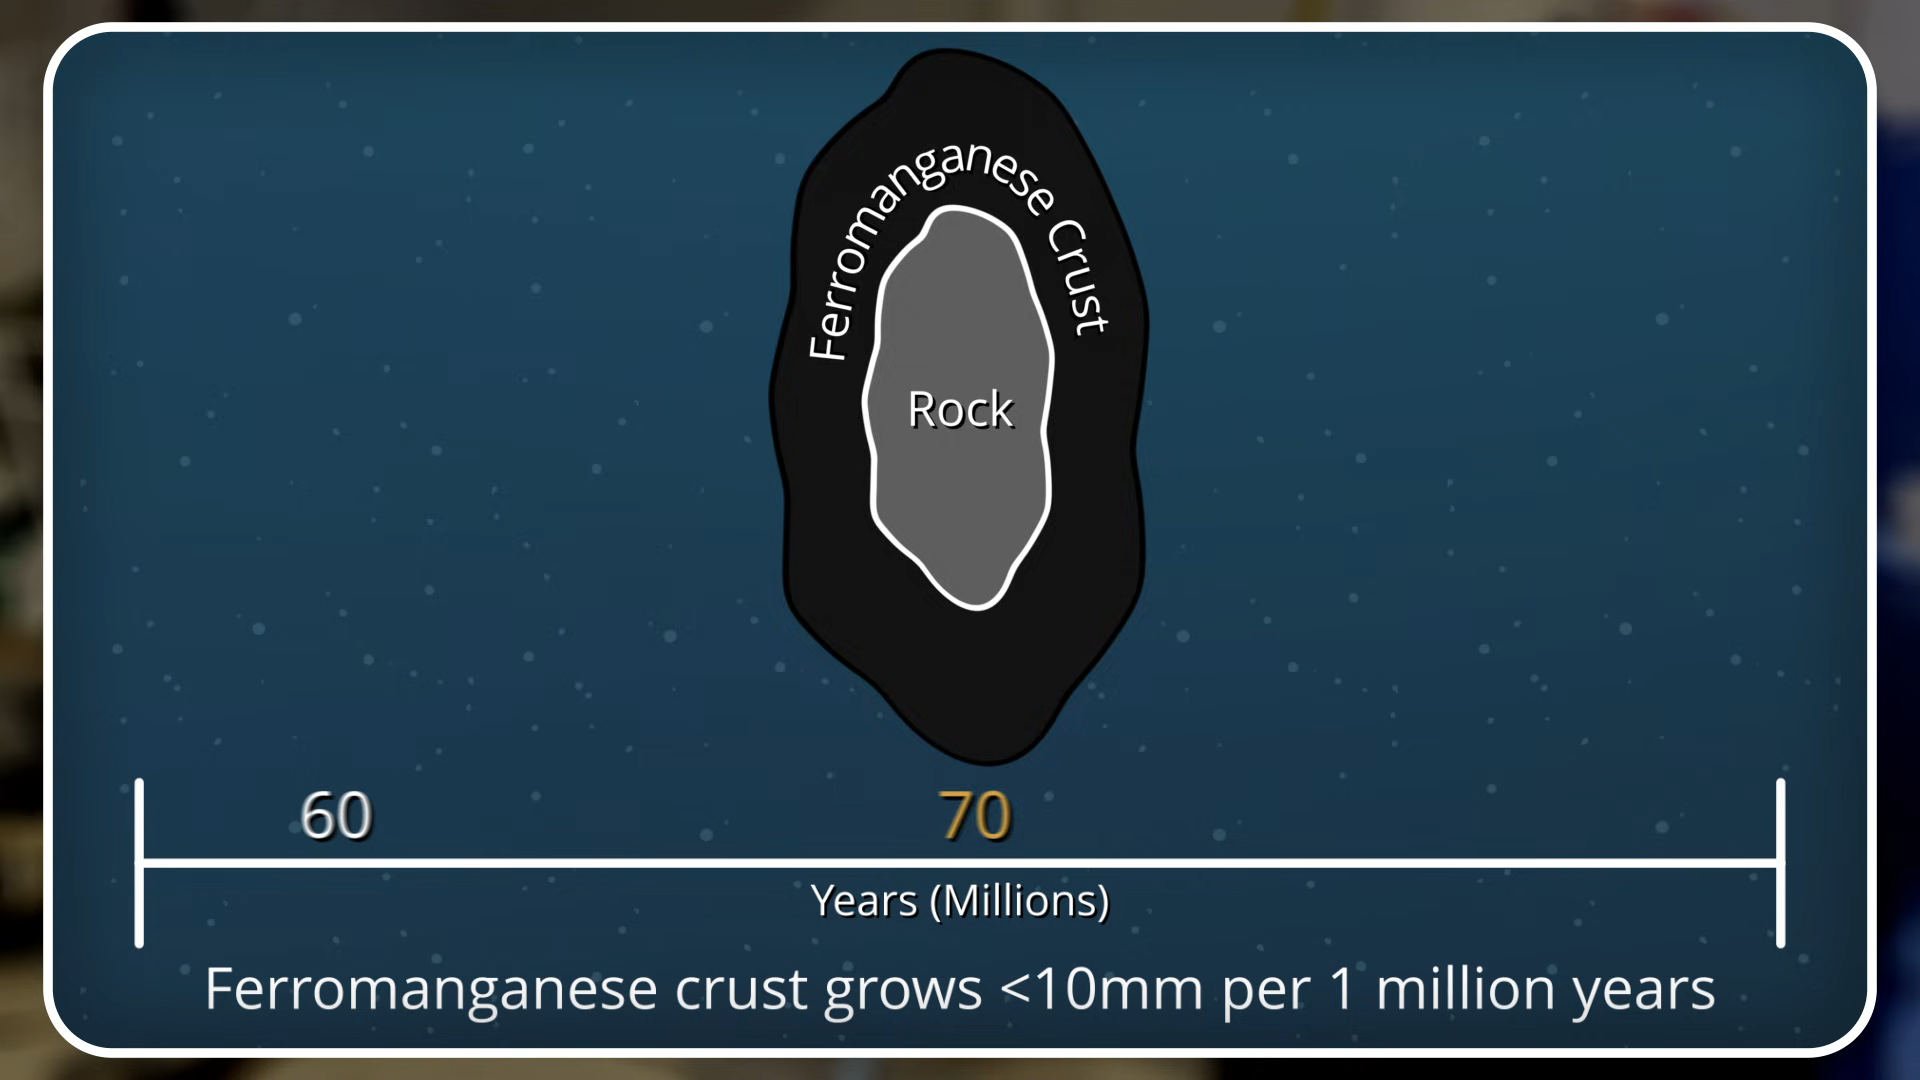 Ferromanganese Crust
Rock
60
70
Years (Millions)
Ferromanganese crust grows <10mm per 1 million years